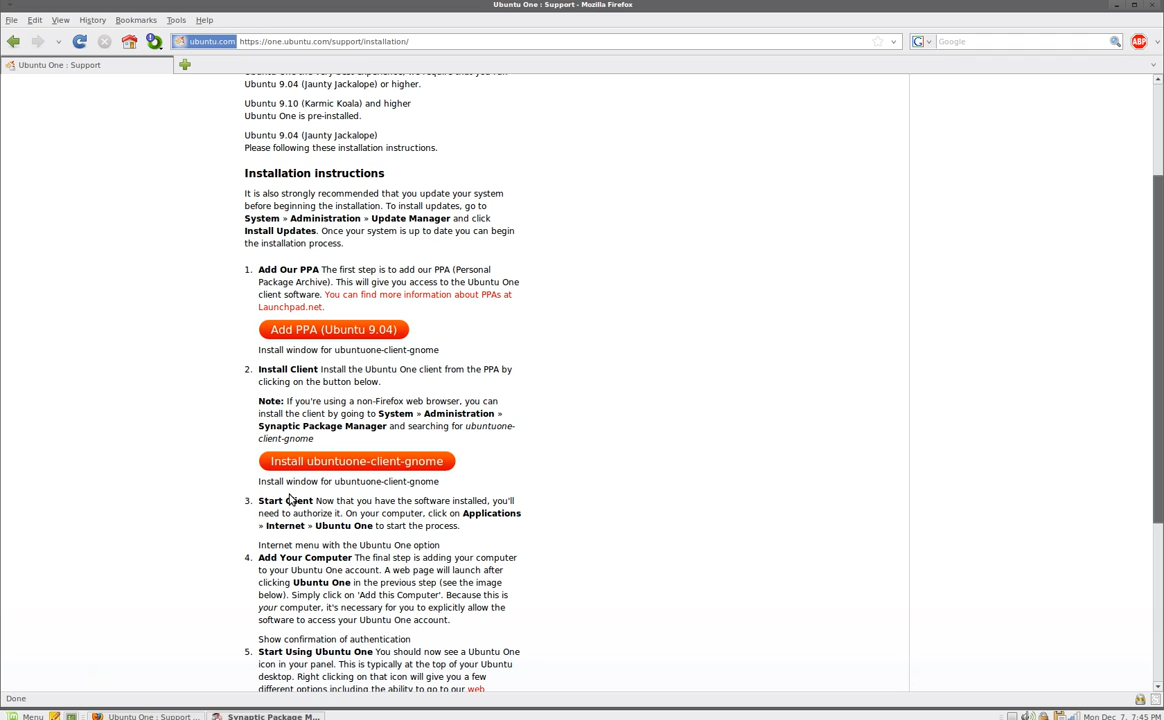 Ubuntu One : Support - Mozilla Firefox
File Edit View History Bookmarks Tools Help
ubuntu.com https://one.ubuntu.com/support/installation/
Google
ABP
Ubuntu One : Support
Ubuntu 9.04 (Jaunty Jackalope) or higher.
Ubuntu 9.10 (Karmic Koala) and higher
Ubuntu One is pre-installed.
Ubuntu 9.04 (Jaunty Jackalope)
Please following these installation instructions.
Installation instructions
It is also strongly recommended that you update your system
before beginning the installation. To install updates, go to
System » Administration » Update Manager and click
Install Updates. Once your system is up to date you can begin
the installation process.
1. Add Our PPA The first step is to add our PPA (Personal
Package Archive). This will give you access to the Ubuntu One
client software. You can find more information about PPAs at
Launchpad.net.
Add PPA (Ubuntu 9.04)
Install window for ubuntuone-client-gnome
2. Install Client Install the Ubuntu One client from the PPA by
clicking on the button below.
Note: If you're using a non-Firefox web browser, you can
install the client by going to System » Administration »
Synaptic Package Manager and searching for ubuntuone-
client-gnome
Install ubuntuone-client-gnome
Install window for ubuntuone-client-gnome
3. Start Client Now that you have the software installed, you'll
need to authorize it. On your computer, click on Applications
» Internet » Ubuntu One to start the process.
Internet menu with the Ubuntu One option
4. Add Your Computer The final step is adding your computer
to your Ubuntu One account. A web page will launch after
clicking Ubuntu One in the previous step (see the image
below). Simply click on 'Add this Computer'. Because this is
your computer, it's necessary for you to explicitly allow the
software to access your Ubuntu One account.
Show confirmation of authentication
5. Start Using Ubuntu One You should now see a Ubuntu One
icon in your panel. This is typically at the top of your Ubuntu
desktop. Right clicking on that icon will give you a few
different options including the ability to go to our web
Done
Menu Ubuntu One : Support ... Synaptic Package M... Mon Dec 7, 7:45 PM